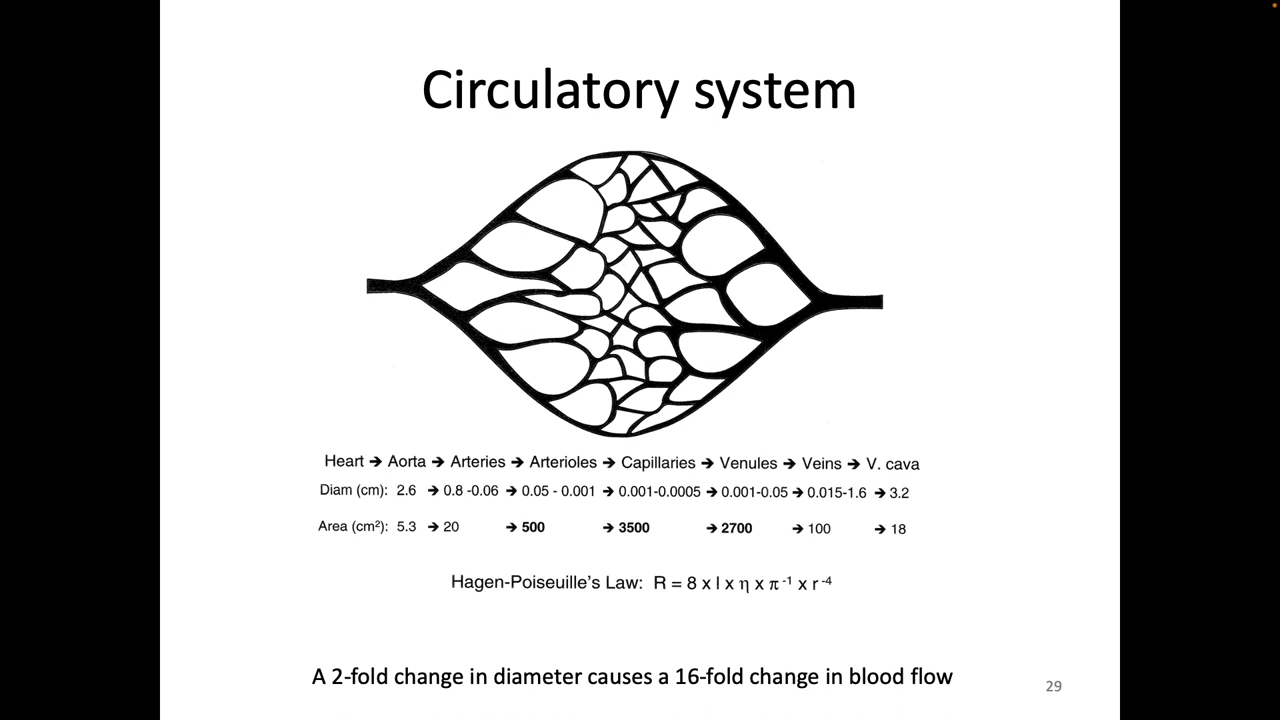 Circulatory system
Heart → Aorta → Arteries → Arterioles → Capillaries → Venules → Veins → V. cava
Diam (cm): 2.6 → 0.8 -0.06 → 0.05 - 0.001 → 0.001-0.0005 → 0.001-0.05 → 0.015-1.6 → 3.2
Area (cm²): 5.3 → 20 → 500 → 3500 → 2700 → 100 → 18
Hagen-Poiseuille's Law: R = 8 x l x η x π⁻¹ x r⁻⁴
A 2-fold change in diameter causes a 16-fold change in blood flow
29